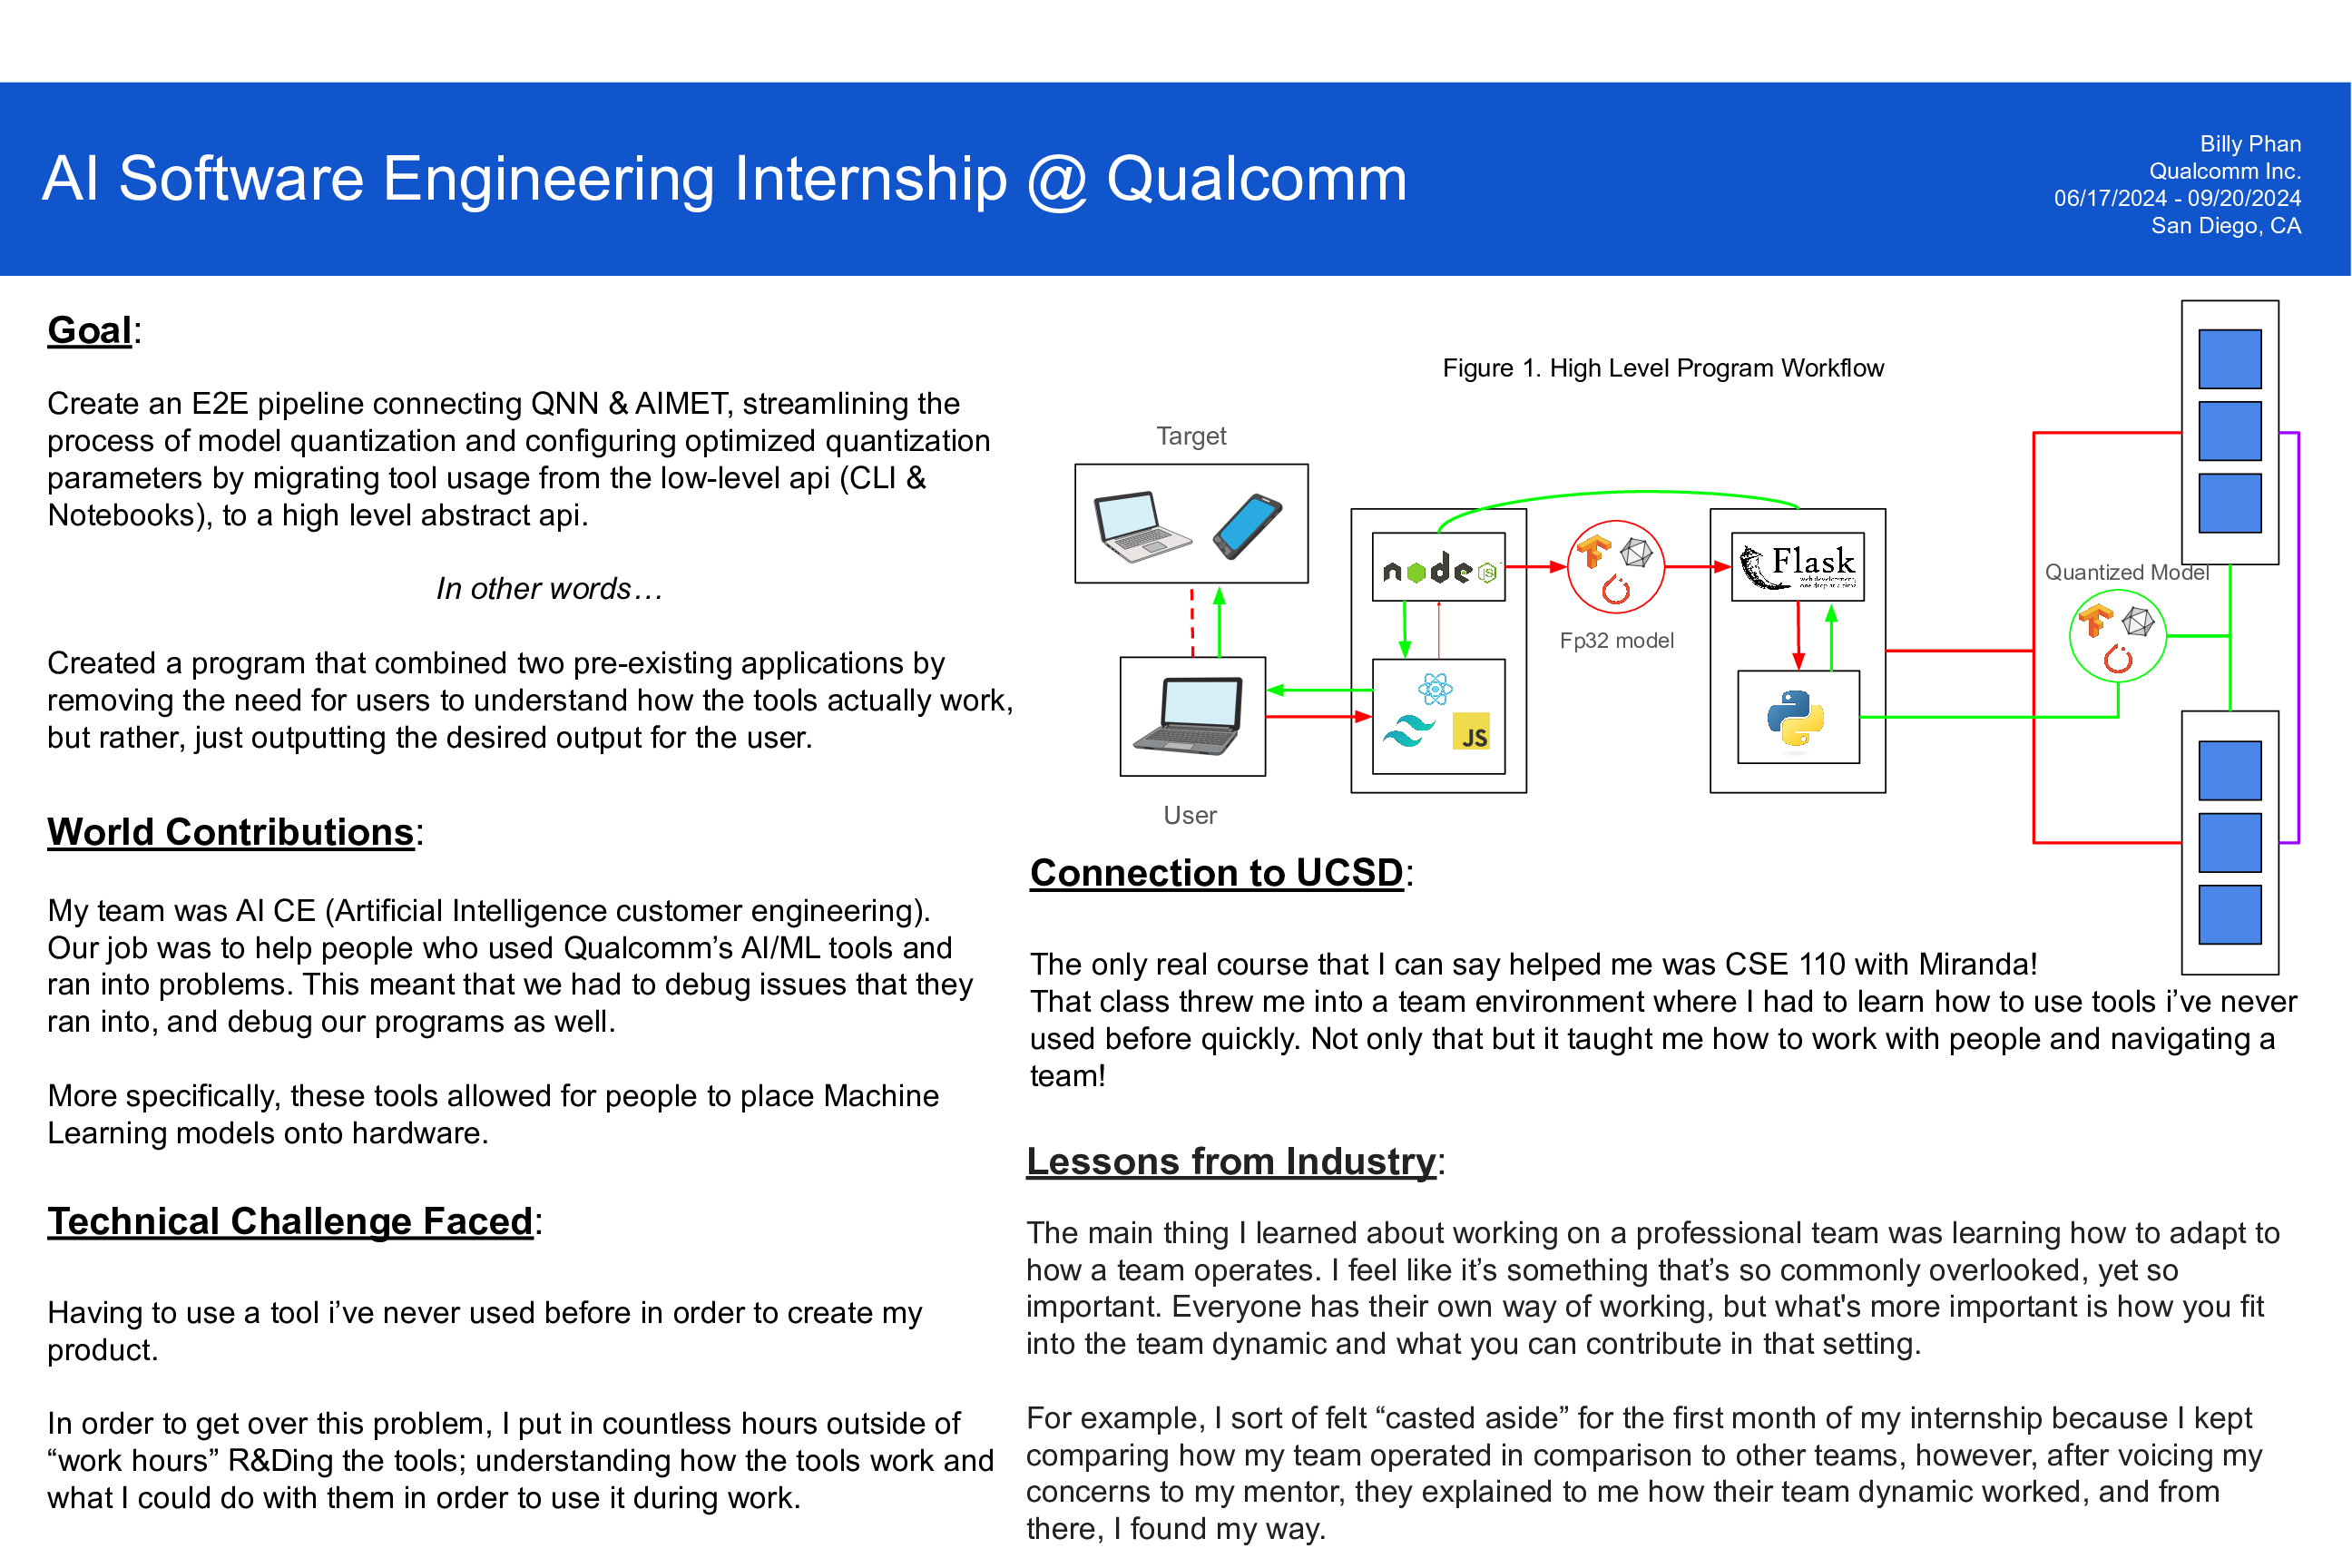 AI Software Engineering Internship @ Qualcomm
Billy Phan
Qualcomm Inc.
06/17/2024 - 09/20/2024
San Diego, CA
Goal:
Create an E2E pipeline connecting QNN & AIMET, streamlining the
process of model quantization and configuring optimized quantization
parameters by migrating tool usage from the low-level api (CLI &
Notebooks), to a high level abstract api.
In other words…
Created a program that combined two pre-existing applications by
removing the need for users to understand how the tools actually work,
but rather, just outputting the desired output for the user.
World Contributions:
My team was AI CE (Artificial Intelligence customer engineering).
Our job was to help people who used Qualcomm’s AI/ML tools and
ran into problems. This meant that we had to debug issues that they
ran into, and debug our programs as well.
More specifically, these tools allowed for people to place Machine
Learning models onto hardware.
Technical Challenge Faced:
Having to use a tool i’ve never used before in order to create my
product.
In order to get over this problem, I put in countless hours outside of
“work hours” R&Ding the tools; understanding how the tools work and
what I could do with them in order to use it during work.
Figure 1. High Level Program Workflow
Target
node JS
Flask
web development,
one drop at a time
Quantized Model
Fp32 model
JS
User
Connection to UCSD:
The only real course that I can say helped me was CSE 110 with Miranda!
That class threw me into a team environment where I had to learn how to use tools i’ve never
used before quickly. Not only that but it taught me how to work with people and navigating a
team!
Lessons from Industry:
The main thing I learned about working on a professional team was learning how to adapt to
how a team operates. I feel like it’s something that’s so commonly overlooked, yet so
important. Everyone has their own way of working, but what's more important is how you fit
into the team dynamic and what you can contribute in that setting.
For example, I sort of felt “casted aside” for the first month of my internship because I kept
comparing how my team operated in comparison to other teams, however, after voicing my
concerns to my mentor, they explained to me how their team dynamic worked, and from
there, I found my way.